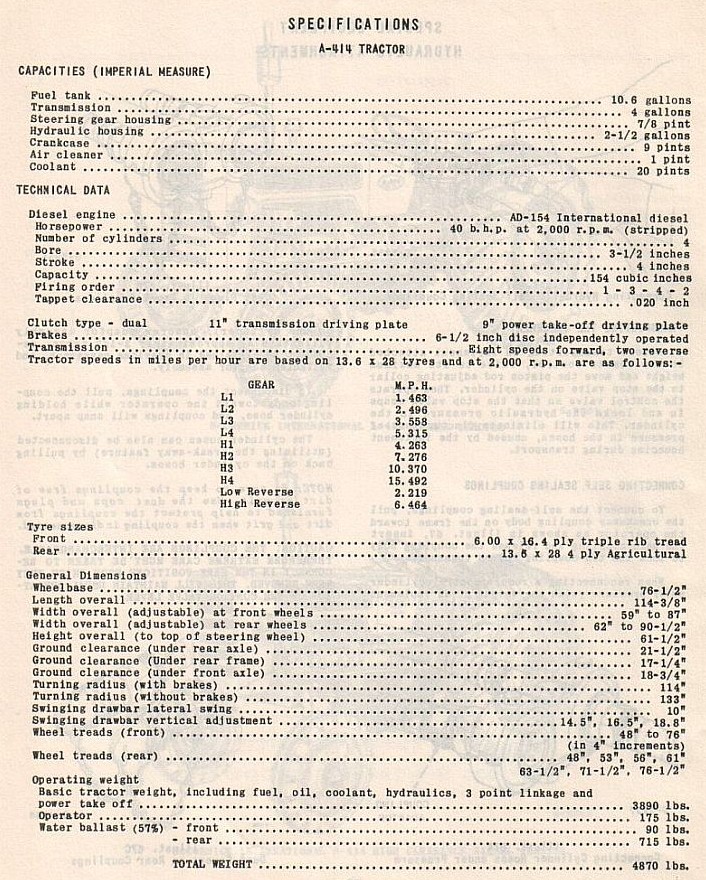 SPECIFICATIONS
A-414 TRACTOR
CAPACITIES (IMPERIAL MEASURE)
Fuel tank ........ 10.6 gallons
Transmission ........ 4 gallons
Steering gear housing ........ 7/8 pint
Hydraulic housing ........ 2-1/2 gallons
Crankcase ........ 9 pints
Air cleaner ........ 1 pint
Coolant ........ 20 pints
TECHNICAL DATA
Diesel engine ........ AD-154 International diesel
Horsepower ........ 40 b.h.p. at 2,000 r.p.m. (stripped)
Number of cylinders ........ 4
Bore ........ 3-1/2 inches
Stroke ........ 4 inches
Capacity ........ 154 cubic inches
Firing order ........ 1 - 3 - 4 - 2
Tappet clearance ........ .020 inch
Clutch type - dual 11" transmission driving plate 9" power take-off driving plate
Brakes ........ 6-1/2 inch disc independently operated
Transmission ........ Eight speeds forward, two reverse
Tractor speeds in miles per hour are based on 13.6 x 28 tyres and at 2,000 r.p.m. are as follows:-
GEAR M.P.H.
L1 1.463
L2 2.496
L3 3.558
L4 5.315
H1 4.263
H2 7.276
H3 10.370
H4 15.492
Low Reverse 2.219
High Reverse 6.464
Tyre sizes
Front ........ 6.00 x 16.4 ply triple rib tread
Rear ........ 13.6 x 28 4 ply Agricultural
General Dimensions
Wheelbase ........ 76-1/2"
Length overall ........ 114-3/8"
Width overall (adjustable) at front wheels ........ 59" to 87"
Width overall (adjustable) at rear wheels ........ 62" to 90-1/2"
Height overall (to top of steering wheel) ........ 61-1/2"
Ground clearance (under rear axle) ........ 21-1/2"
Ground clearance (Under rear frame) ........ 17-1/4"
Ground clearance (under front axle) ........ 18-3/4"
Turning radius (with brakes) ........ 114"
Turning radius (without brakes) ........ 133"
Swinging drawbar lateral swing ........ 10"
Swinging drawbar vertical adjustment ........ 14.5", 16.5", 18.8"
Wheel treads (front) ........ 48" to 76"
(in 4" increments)
Wheel treads (rear) ........ 48", 53", 56", 61"
63-1/2", 71-1/2", 76-1/2"
Operating weight
Basic tractor weight, including fuel, oil, coolant, hydraulics, 3 point linkage and
power take off ........ 3890 lbs.
Operator ........ 175 lbs.
Water ballast (57%) - front ........ 90 lbs.
- rear ........ 715 lbs.
TOTAL WEIGHT ........ 4870 lbs.